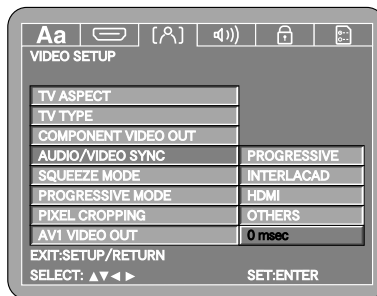 Aa
VIDEO SETUP
TV ASPECT
TV TYPE
COMPONENT VIDEO OUT
AUDIO/VIDEO SYNC PROGRESSIVE
SQUEEZE MODE INTERLACAD
PROGRESSIVE MODE HDMI
PIXEL CROPPING OTHERS
AV1 VIDEO OUT 0 msec
EXIT:SETUP/RETURN
SELECT: ▲▼◄► SET:ENTER